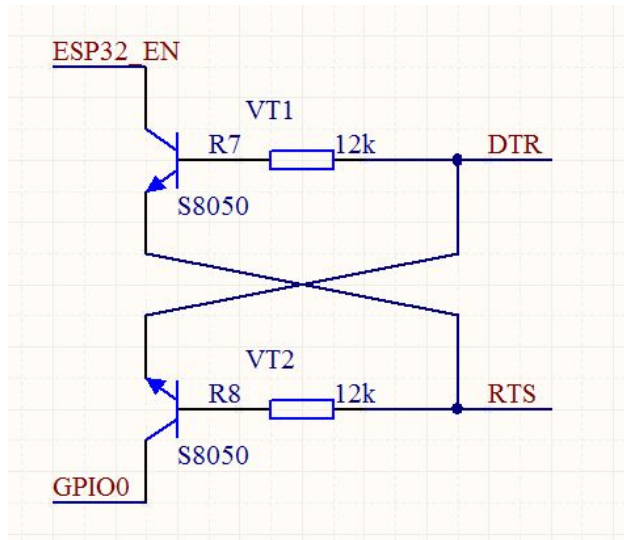 ESP32_EN
VT1
R7 12k DTR
S8050
VT2
R8 12k RTS
S8050
GPIO0